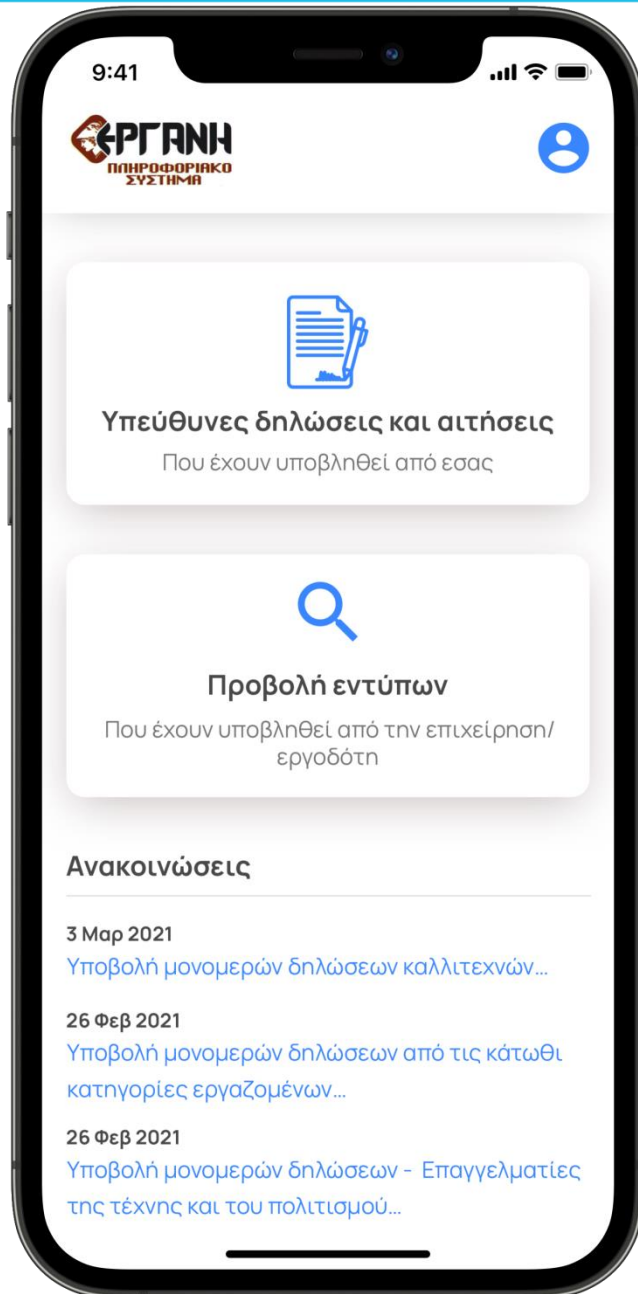 9:41
ΕΡΓΑΝΗ
ΠΛΗΡΟΦΟΡΙΑΚΟ
ΣΥΣΤΗΜΑ
Υπεύθυνες δηλώσεις και αιτήσεις
Που έχουν υποβληθεί από εσας
Προβολή εντύπων
Που έχουν υποβληθεί από την επιχείρηση/
εργοδότη
Ανακοινώσεις
3 Μαρ 2021
Υποβολή μονομερών δηλώσεων καλλιτεχνών...
26 Φεβ 2021
Υποβολή μονομερών δηλώσεων από τις κάτωθι
κατηγορίες εργαζομένων...
26 Φεβ 2021
Υποβολή μονομερών δηλώσεων - Επαγγελματίες
της τέχνης και του πολιτισμού...